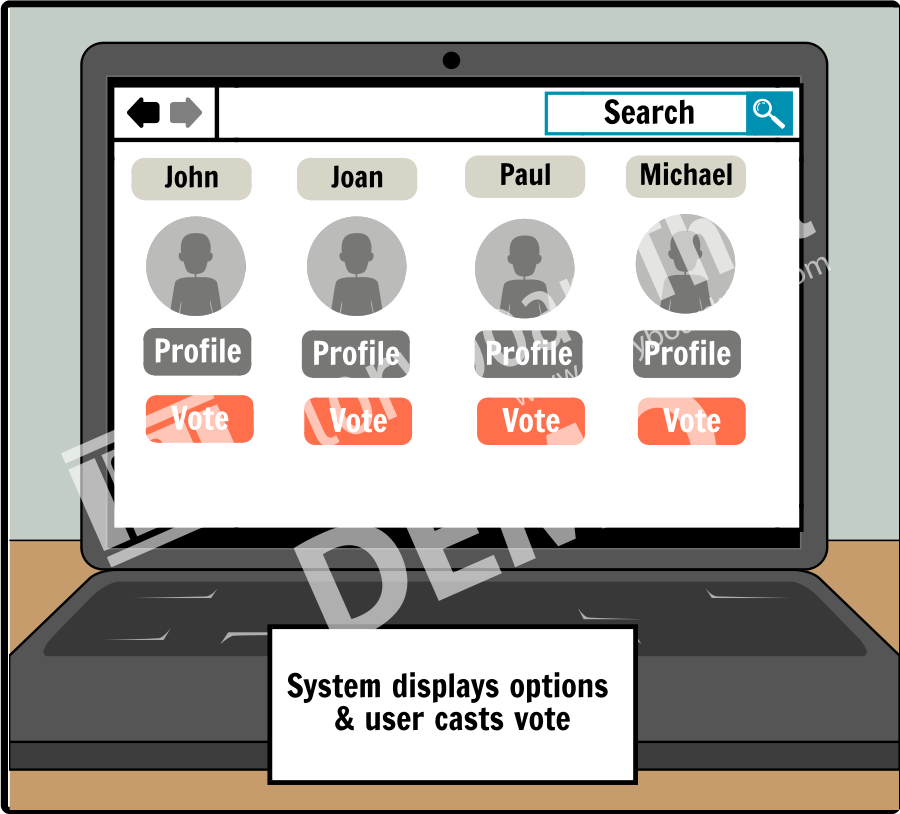 Search
John Joan Paul Michael
Profile Profile Profile Profile
Vote Vote Vote Vote
DEMO
System displays options
& user casts vote